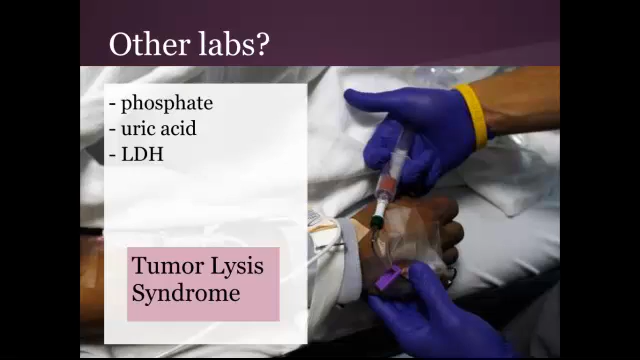 Other labs?
- phosphate
- uric acid
- LDH
Tumor Lysis
Syndrome